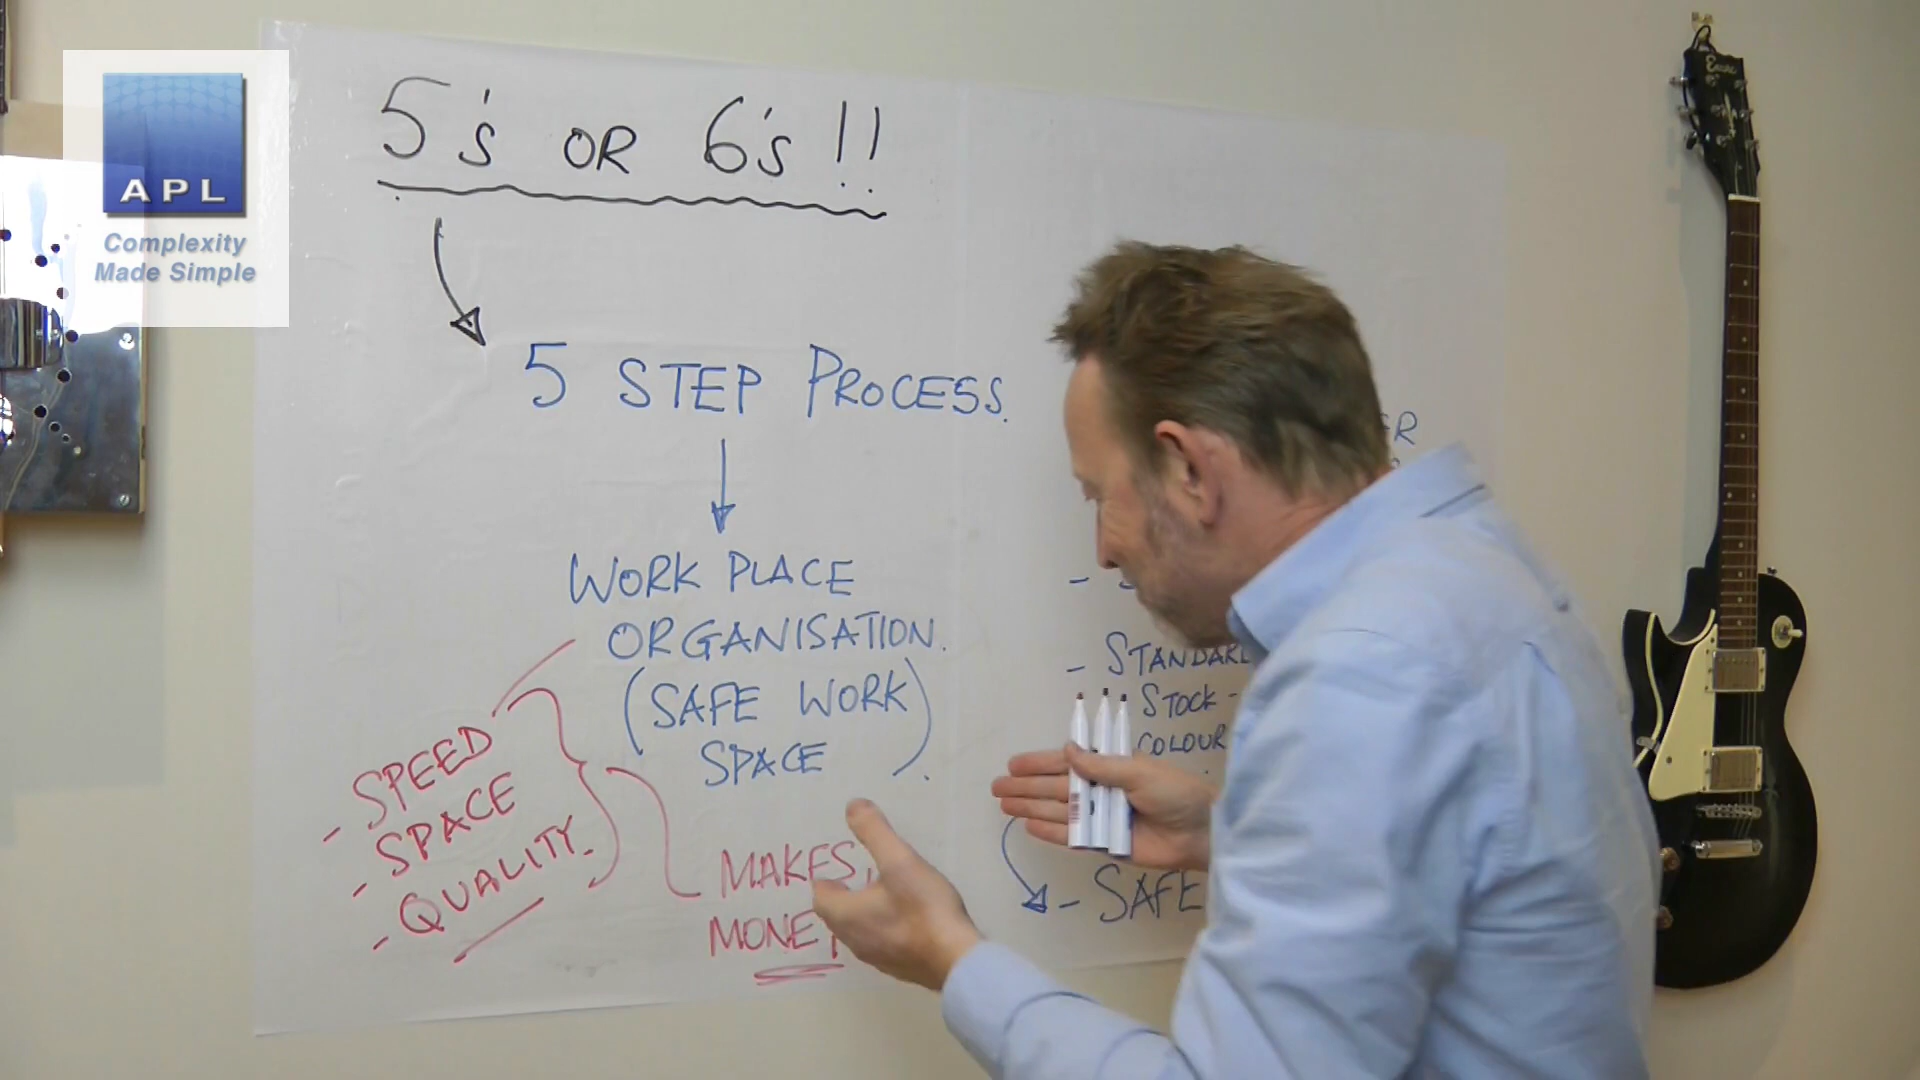 APL
Complexity
Made Simple
5's OR 6's !!
5 STEP PROCESS.
WORK PLACE
ORGANISATION.
(SAFE WORK
SPACE).
- SPEED
- SPACE
- QUALITY.
MAKES
MONEY
- STANDARD
STOCK -
COLOUR
- SAFE